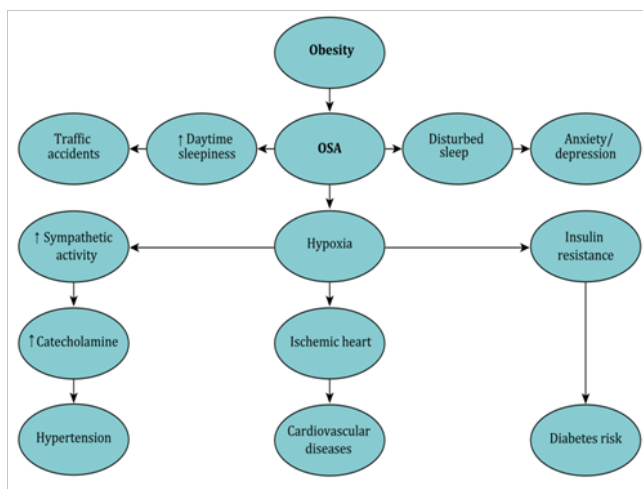 Obesity
Traffic
accidents
↑ Daytime
sleepiness
OSA
Disturbed
sleep
Anxiety/
depression
↑ Sympathetic
activity
Hypoxia
Insulin
resistance
↑ Catecholamine
Ischemic heart
Hypertension
Cardiovascular
diseases
Diabetes risk